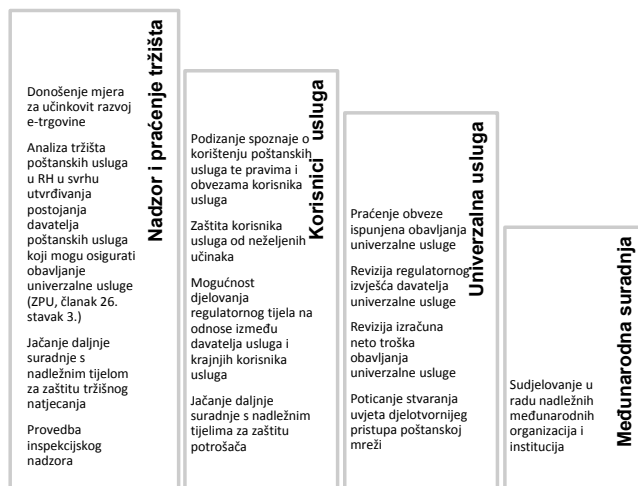 Nadzor i praćenje tržišta
Donošenje mjera
za učinkovit razvoj
e-trgovine
Analiza tržišta
poštanskih usluga
u RH u svrhu
utvrđivanja
postojanja
davatelja
poštanskih usluga
koji mogu osigurati
obavljanje
univerzalne usluge
(ZPU, članak 26.
stavak 3.)
Jačanje daljnje
suradnje s
nadležnim tijelom
za zaštitu tržišnog
natjecanja
Provedba
inspekcijskog
nadzora
Korisnici usluga
Podizanje spoznaje o
korištenju poštanskih
usluga te pravima i
obvezama korisnika
usluga
Zaštita korisnika
usluga od neželjenih
učinaka
Mogućnost
djelovanja
regulatornog tijela na
odnose između
davatelja usluga i
krajnjih korisnika
usluga
Jačanje daljnje
suradnje s nadležnim
tijelima za zaštitu
potrošača
Univerzalna usluga
Praćenje obveze
ispunjena obavljanja
univerzalne usluge
Revizija regulatornog
izvješća davatelja
univerzalne usluge
Revizija izračuna
neto troška
obavljanja
univerzalne usluge
Poticanje stvaranja
uvjeta djelotvornijeg
pristupa poštanskoj
mreži
Međunarodna suradnja
Sudjelovanje u
radu nadležnih
međunarodnih
organizacija i
institucija